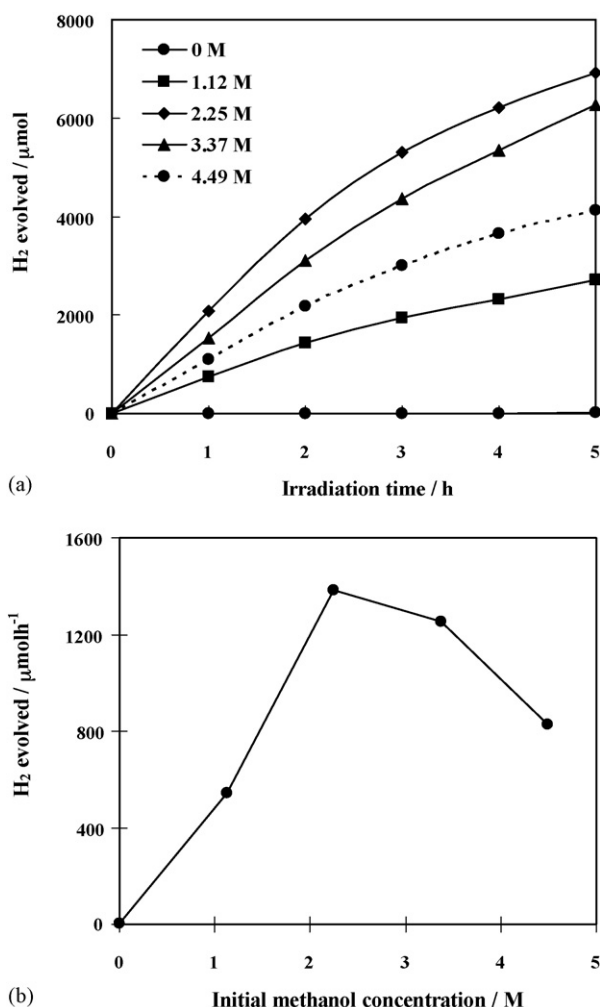 8000
6000
4000
2000
0
H₂ evolved / μmol
0 M
1.12 M
2.25 M
3.37 M
4.49 M
0 1 2 3 4 5
Irradiation time / h
(a)
1600
1200
800
400
0
H₂ evolved / μmolh⁻¹
0 1 2 3 4 5
Initial methanol concentration / M
(b)